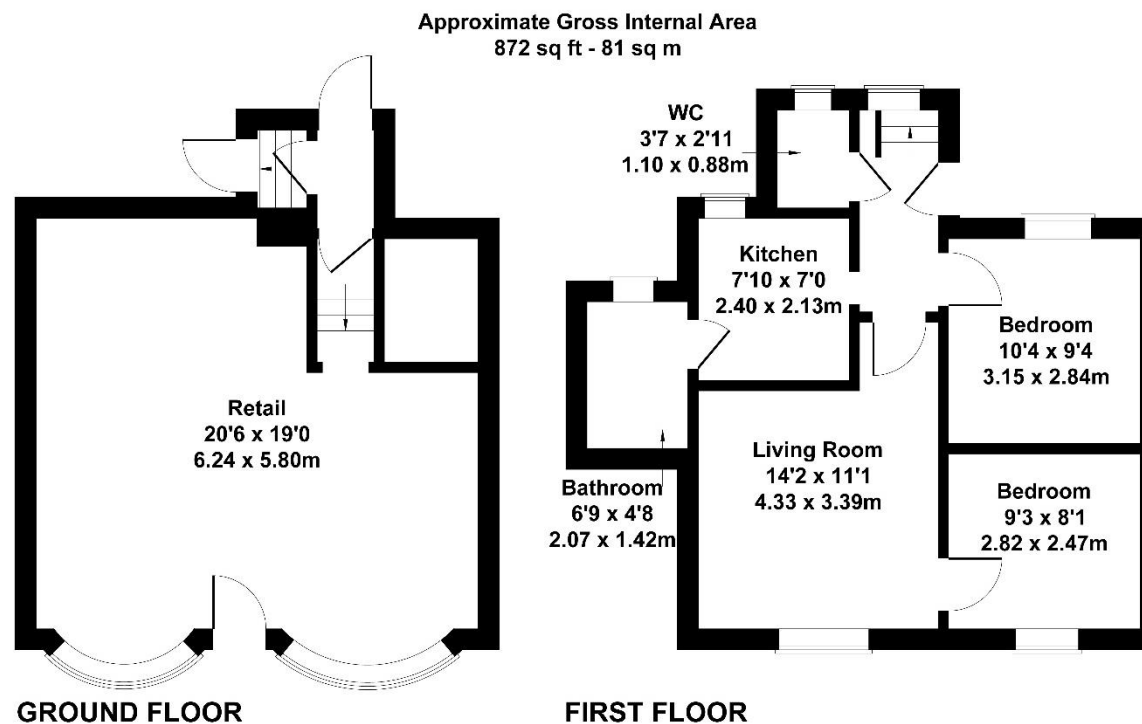 Approximate Gross Internal Area
872 sq ft - 81 sq m
WC
3'7 x 2'11
1.10 x 0.88m
Kitchen
7'10 x 7'0
2.40 x 2.13m
Bedroom
10'4 x 9'4
3.15 x 2.84m
Retail
20'6 x 19'0
6.24 x 5.80m
Living Room
14'2 x 11'1
4.33 x 3.39m
Bathroom
6'9 x 4'8
2.07 x 1.42m
Bedroom
9'3 x 8'1
2.82 x 2.47m
GROUND FLOOR
FIRST FLOOR